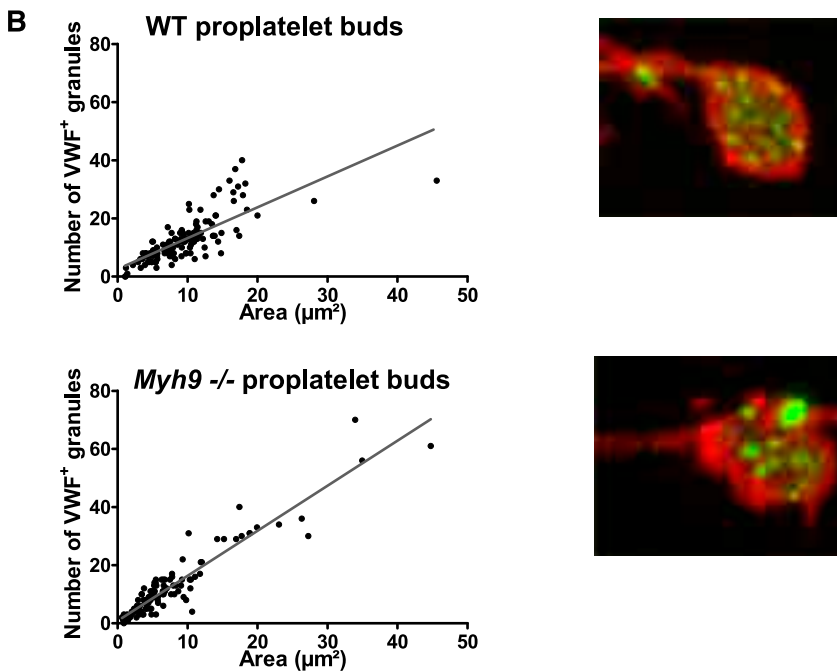 B
WT proplatelet buds
Number of VWF⁺ granules
80
60
40
20
0
0 10 20 30 40 50
Area (µm²)
Myh9 -/- proplatelet buds
Number of VWF⁺ granules
80
60
40
20
0
0 10 20 30 40 50
Area (µm²)